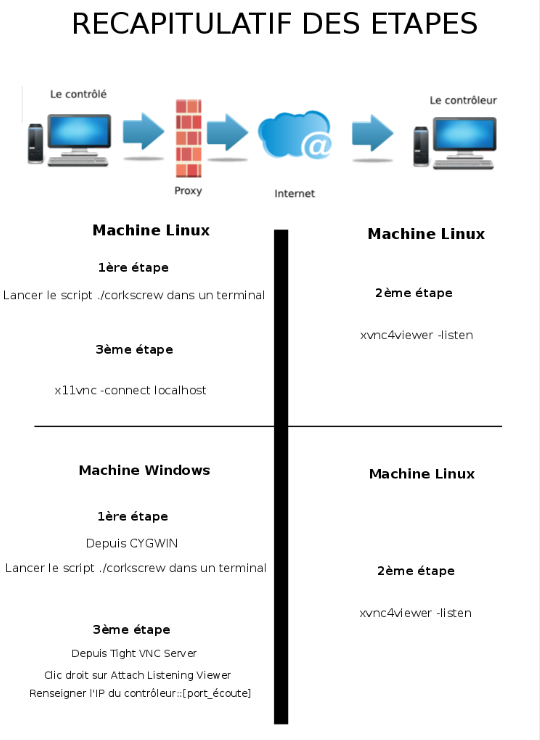 RECAPITULATIF DES ETAPES
Le contrôlé
Le contrôleur
Proxy
Internet
@
Machine Linux
1ère étape
Lancer le script ./corkscrew dans un terminal
3ème étape
x11vnc -connect localhost
Machine Linux
2ème étape
xvnc4viewer -listen
Machine Windows
1ère étape
Depuis CYGWIN
Lancer le script ./corkscrew dans un terminal
3ème étape
Depuis Tight VNC Server
Clic droit sur Attach Listening Viewer
Renseigner l'IP du contrôleur::[port_écoute]
Machine Linux
2ème étape
xvnc4viewer -listen